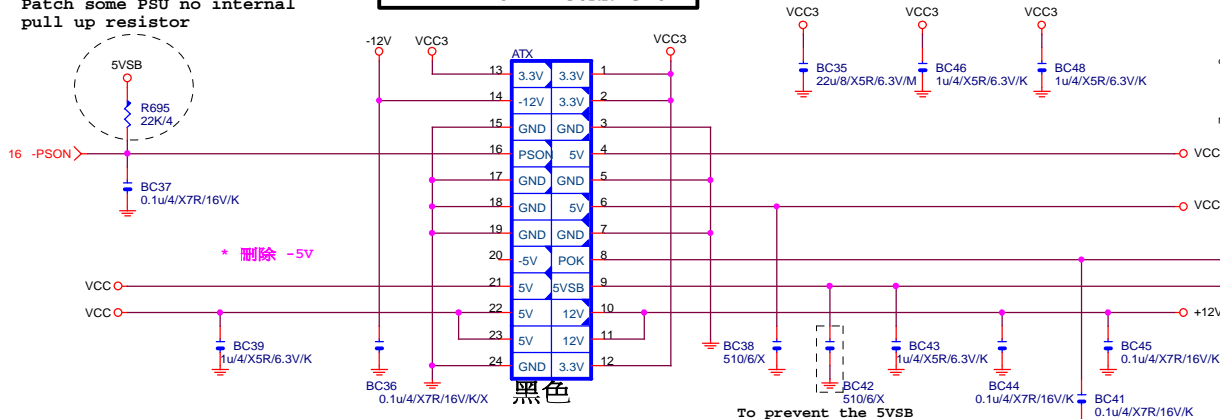 Patch some PSU no internal
pull up resistor
5VSB
R695
22K/4
16 -PSON
BC37
0.1u/4/X7R/16V/K
* 刪除 -5V
VCC
VCC
BC39
1u/4/X5R/6.3V/K
-12V
VCC3
BC36
0.1u/4/X7R/16V/K/X
ATX
13 3.3V 3.3V 1
14 -12V 3.3V 2
15 GND GND 3
16 PSON 5V 4
17 GND GND 5
18 GND 5V 6
19 GND GND 7
20 -5V POK 8
21 5V 5VSB 9
22 5V 12V 10
23 5V 12V 11
24 GND 3.3V 12
黑色
VCC3
VCC3
BC35
22u/8/X5R/6.3V/M
VCC3
BC46
1u/4/X5R/6.3V/K
VCC3
BC48
1u/4/X5R/6.3V/K
VCC
VCC
+12V
BC38
510/6/X
BC42
510/6/X
BC43
1u/4/X5R/6.3V/K
BC44
0.1u/4/X7R/16V/K
BC45
0.1u/4/X7R/16V/K
BC41
0.1u/4/X7R/16V/K
To prevent the 5VSB